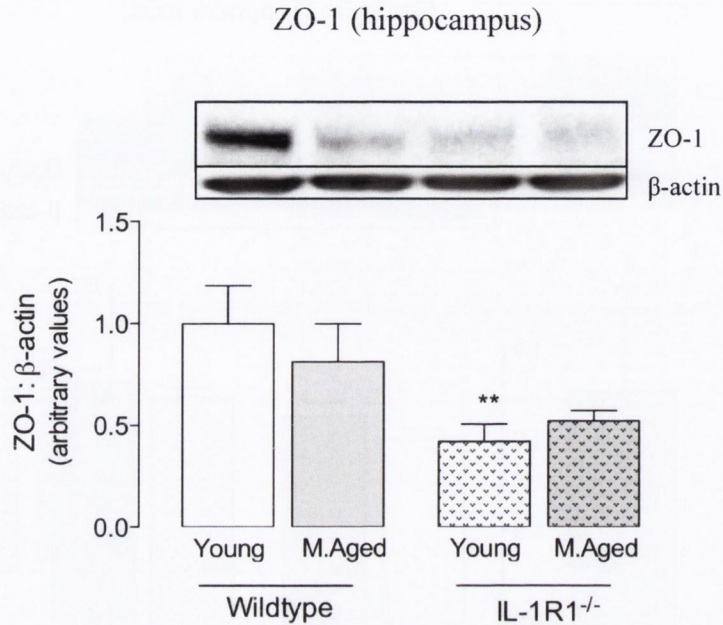 ZO-1 (hippocampus)
ZO-1
β-actin
1.5
1.0
0.5
0.0
ZO-1: β-actin
(arbitrary values)
**
Young
M.Aged
Young
M.Aged
Wildtype
IL-1R1-/-